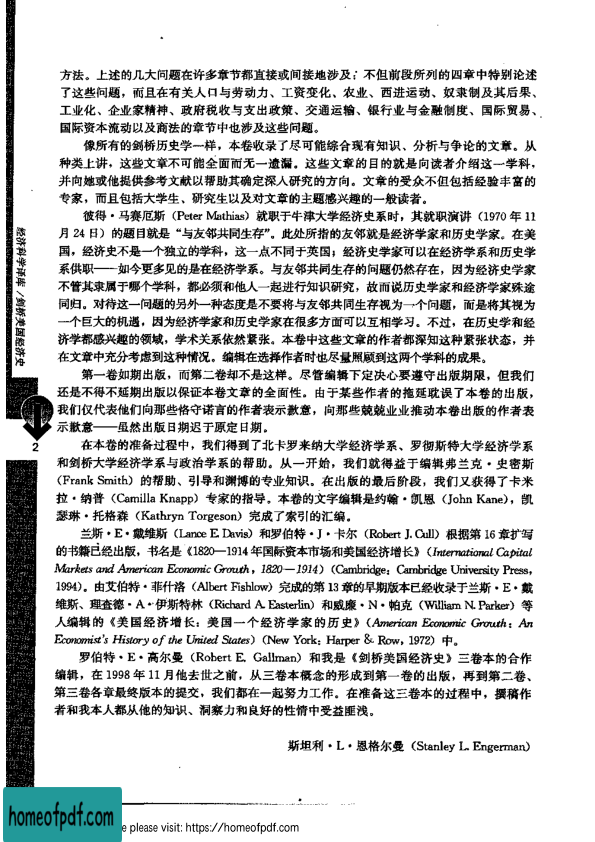 方法。上述的几大问题在许多章节都直接或间接地涉及；不但前段所列的四章中特别论述
了这些问题，而且在有关人口与劳动力、工资变化、农业、西进运动、奴隶制及其后果、
工业化、企业家精神、政府税收与支出政策、交通运输、银行业与金融制度、国际贸易、
国际资本流动以及商法的章节中也涉及这些问题。
像所有的剑桥历史学一样，本卷收录了尽可能综合现有知识、分析与争论的文章。从
种类上讲，这些文章不可能全面而无一遗漏。这些文章的目的就是向读者介绍这一学科，
并向她或他提供参考文献以帮助其确定深入研究的方向。文章的受众不但包括经验丰富的
专家，而且包括大学生、研究生以及对文章的主题感兴趣的一般读者。
彼得·马赛厄斯（Peter Mathias）就职于牛津大学经济史系时，其就职演讲（1970 年 11
月 24 日）的题目就是“与友邻共同生存”。此处所指的友邻就是经济学家和历史学家。在美
国，经济史不是一个独立的学科，这一点不同于英国；经济史学家可以在经济学系和历史学
系供职——如今更多见的是在经济学系。与友邻共同生存的问题仍然存在，因为经济史学家
不管其隶属于哪个学科，都必须和他人一起进行知识研究，故而说历史学家和经济学家殊途
同归。对待这一问题的另外一种态度是不要将与友邻共同生存视为一个问题，而是将其视为
一个巨大的机遇，因为经济学家和历史学家在很多方面可以互相学习。不过，在历史学和经
济学都感兴趣的领域，学术关系依然紧张。本卷中这些文章的作者都深知这种紧张状态，并
在文章中充分考虑到这种情况。编辑在选择作者时也尽量照顾到这两个学科的成果。
第一卷如期出版，而第二卷却不是这样。尽管编辑下定决心要遵守出版期限，但我们
还是不得不延期出版以保证本卷文章的全面性。由于某些作者的拖延耽误了本卷的出版，
我们仅代表他们向那些恪守诺言的作者表示歉意，向那些兢兢业业推动本卷出版的作者表
示歉意——虽然出版日期迟于原定日期。
在本卷的准备过程中，我们得到了北卡罗来纳大学经济学系、罗彻斯特大学经济学系
和剑桥大学经济学系与政治学系的帮助。从一开始，我们就得益于编辑弗兰克·史密斯
（Frank Smith）的帮助、引导和渊博的专业知识。在出版的最后阶段，我们又获得了卡米
拉·纳普（Camilla Knapp）专家的指导。本卷的文字编辑是约翰·凯恩（John Kane），凯
瑟琳·托格森（Kathryn Torgeson）完成了索引的汇编。
兰斯·E·戴维斯（Lance E. Davis）和罗伯特·J·卡尔（Robert J. Cull）根据第 16 章扩写
的书籍已经出版，书名是《1820—1914 年国际资本市场和美国经济增长》（International Capital
Markets and American Economic Growth, 1820—1914）（Cambridge: Cambridge University Press,
1994）。由艾伯特·菲什洛（Albert Fishlow）完成的第 13 章的早期版本已经收录于兰斯·E·戴
维斯、理查德·A·伊斯特林（Richard A. Easterlin）和威廉·N·帕克（William N. Parker）等
人编辑的《美国经济增长：美国一个经济学家的历史》（American Economic Growth: An
Economist's History of the United States）（New York: Harper & Row, 1972）中。
罗伯特·E·高尔曼（Robert E. Gallman）和我是《剑桥美国经济史》三卷本的合作
编辑，在 1998 年 11 月他去世之前，从三卷本概念的形成到第一卷的出版，再到第二卷、
第三卷各章最终版本的提交，我们都在一起努力工作。在准备这三卷本的过程中，撰稿作
者和我本人都从他的知识、洞察力和良好的性情中受益匪浅。
斯坦利·L·恩格尔曼（Stanley L. Engerman）
经济科学译库/剑桥美国经济史
2
homeofpdf.com
e please visit: https://homeofpdf.com